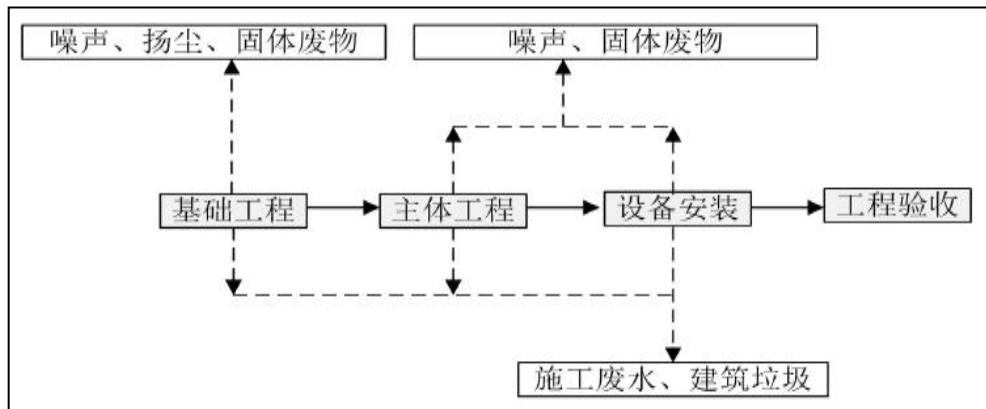 噪声、扬尘、固体废物
噪声、固体废物
基础工程
主体工程
设备安装
工程验收
施工废水、建筑垃圾